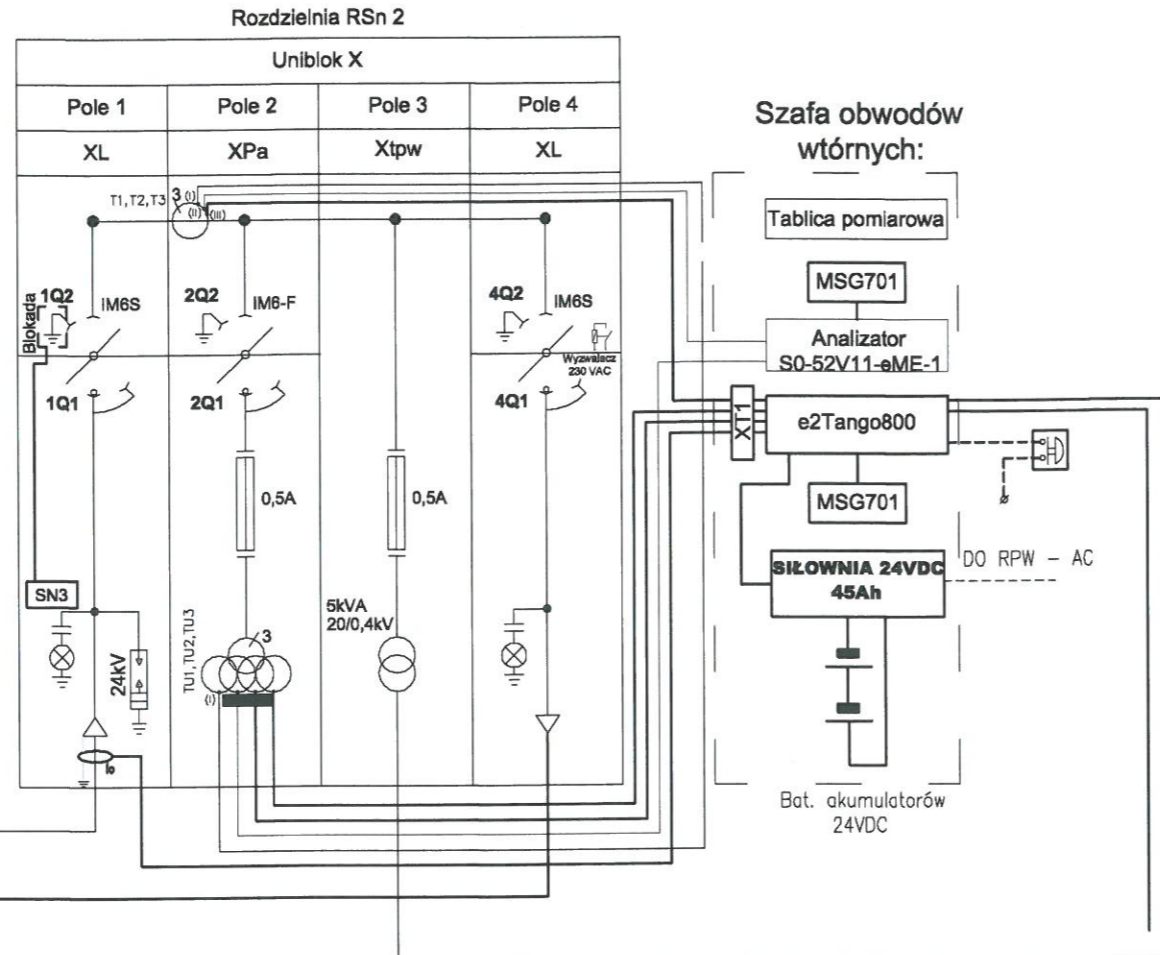 Rozdzielnia RSn 2
Uniblok X
Pole 1
Pole 2
Pole 3
Pole 4
XL
XPa
Xtpw
XL
T1,T2,T3
3
(I)
(II)
(III)
Blokada
1Q2
IM6S
2Q2
IM6-F
4Q2
IM6S
Wyzwalacz
230 VAC
1Q1
2Q1
4Q1
0,5A
0,5A
SN3
24kV
TU1,TU2,TU3
3
(I)
5kVA
20/0,4kV
I₀
Szafa obwodów
wtórnych:
Tablica pomiarowa
MSG701
Analizator
S0-52V11-eME-1
XT1
e2Tango800
MSG701
SIŁOWNIA 24VDC
45Ah
DO RPW – AC
Bat. akumulatorów
24VDC